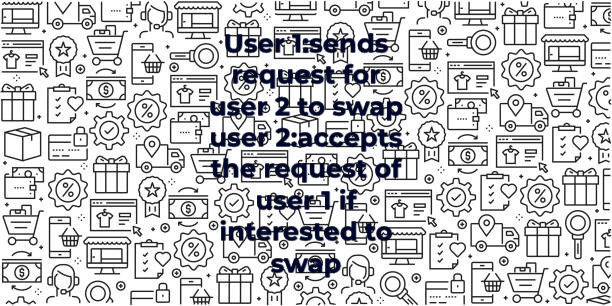 User 1:sends
request for
user 2 to swap
user 2:accepts
the request of
user 1 if
interested to
swap